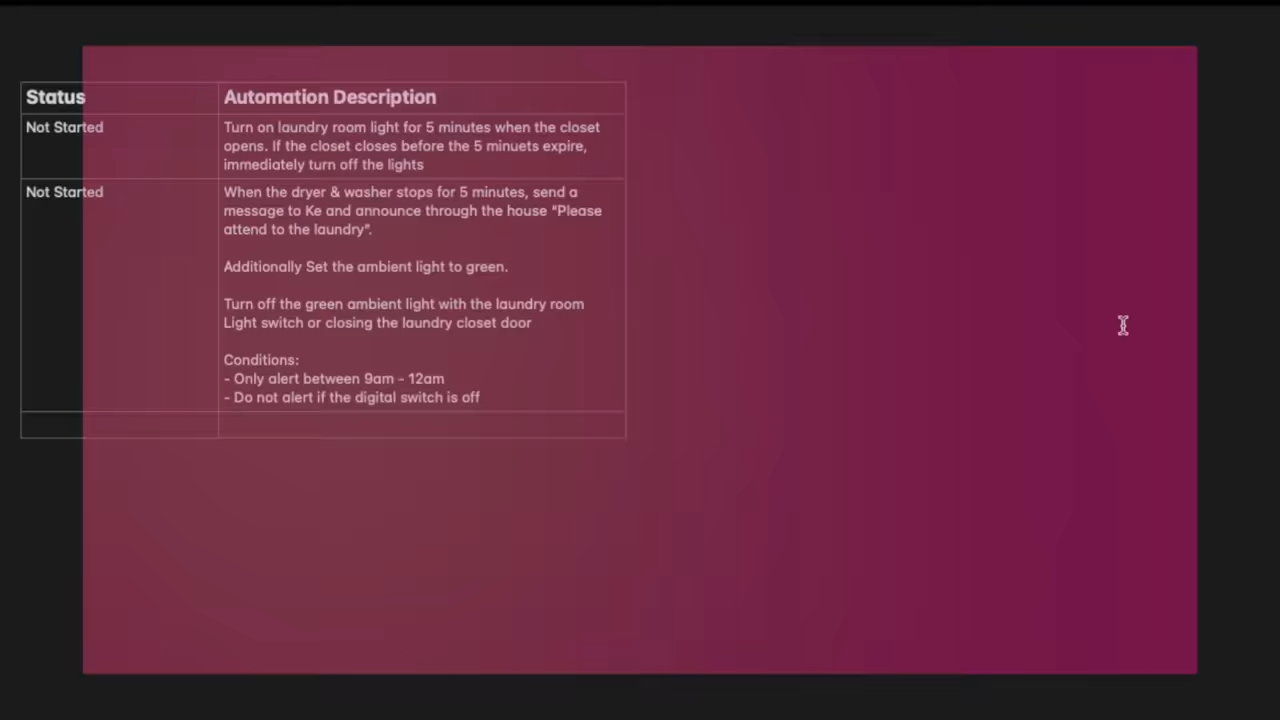 Status
Automation Description
Not Started
Turn on laundry room light for 5 minutes when the closet
opens. If the closet closes before the 5 minuets expire,
immediately turn off the lights
Not Started
When the dryer & washer stops for 5 minutes, send a
message to Ke and announce through the house “Please
attend to the laundry”.
Additionally Set the ambient light to green.
Turn off the green ambient light with the laundry room
Light switch or closing the laundry closet door
Conditions:
- Only alert between 9am - 12am
- Do not alert if the digital switch is off